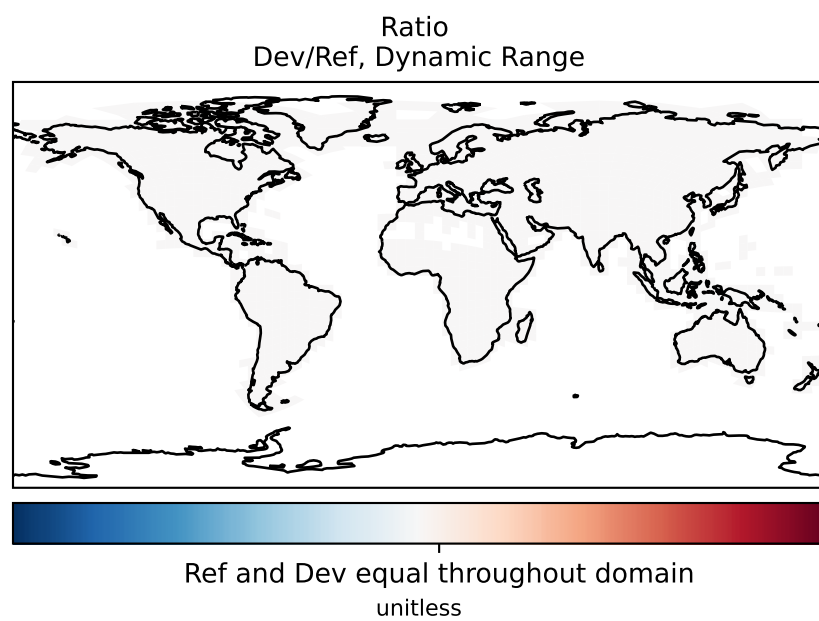 Ratio
Dev/Ref, Dynamic Range
Ref and Dev equal throughout domain
unitless